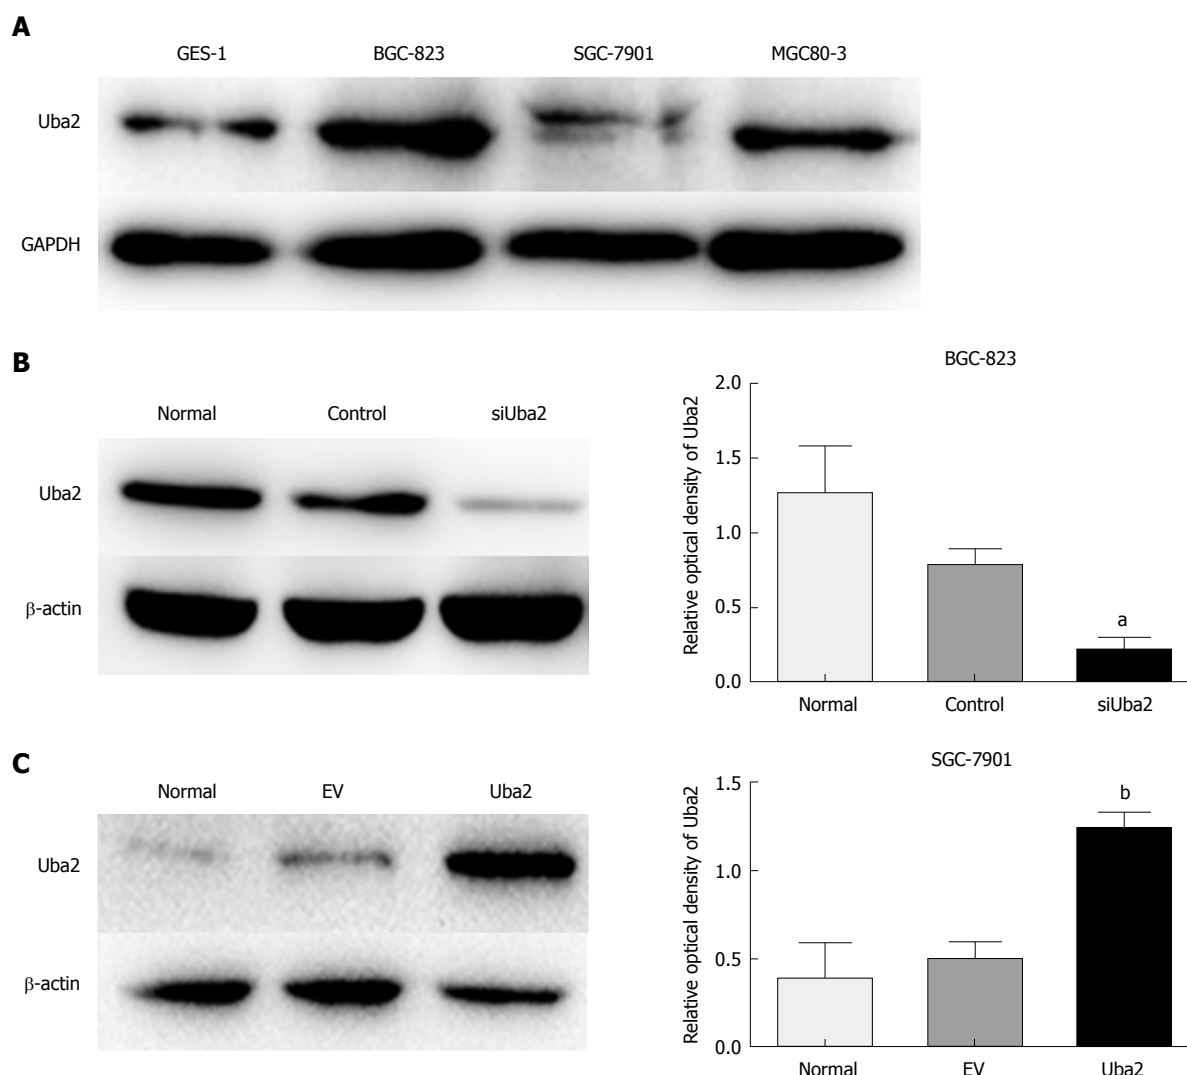 A
GES-1 BGC-823 SGC-7901 MGC80-3
Uba2
GAPDH
B
Normal Control siUba2
Uba2
β-actin
BGC-823
Relative optical density of Uba2
2.0
1.5
1.0
0.5
0.0
a
Normal Control siUba2
C
Normal EV Uba2
Uba2
β-actin
SGC-7901
Relative optical density of Uba2
1.5
1.0
0.5
0.0
b
Normal EV Uba2